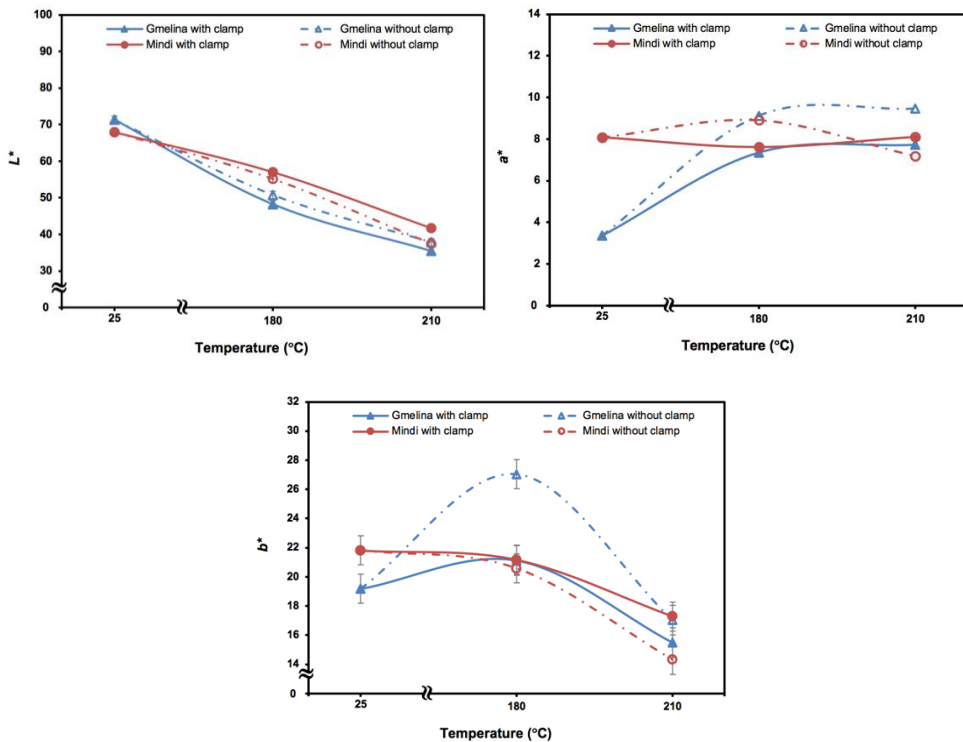 Gmelina with clamp Gmelina without clamp
Mindi with clamp Mindi without clamp
100
90
80
70
60
50
40
30
0
L*
25 180 210
Temperature (°C)
Gmelina with clamp Gmelina without clamp
Mindi with clamp Mindi without clamp
14
12
10
8
6
4
2
0
a*
25 180 210
Temperature (°C)
Gmelina with clamp Gmelina without clamp
Mindi with clamp Mindi without clamp
32
30
28
26
24
22
20
18
16
14
0
b*
25 180 210
Temperature (°C)